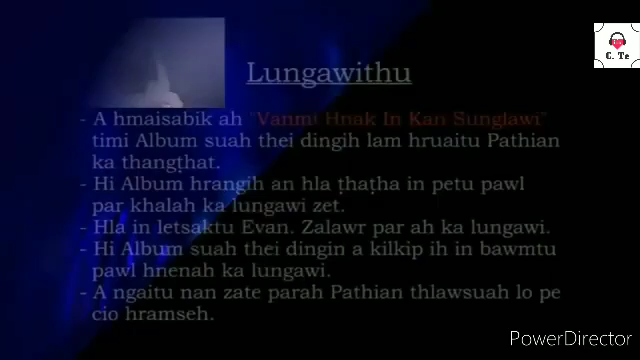 Lungawithu
- A hmaisabik ah "Vanmi Hnak In Kan Sunglawi"
timi Album suah thei dingih lam hruaitu Pathian
ka thangṭhat.
- Hi Album hrangih an hla ṭhaṭha in petu pawl
par khalah ka lungawi zet.
- Hla in letsaktu Evan. Zalawr par ah ka lungawi.
- Hi Album suah thei dingin a kilkip ih in bawmtu
pawl hnenah ka lungawi.
- A ngaitu nan zate parah Pathian thlawsuah lo pe
cio hramseh.
C. Te
PowerDirector